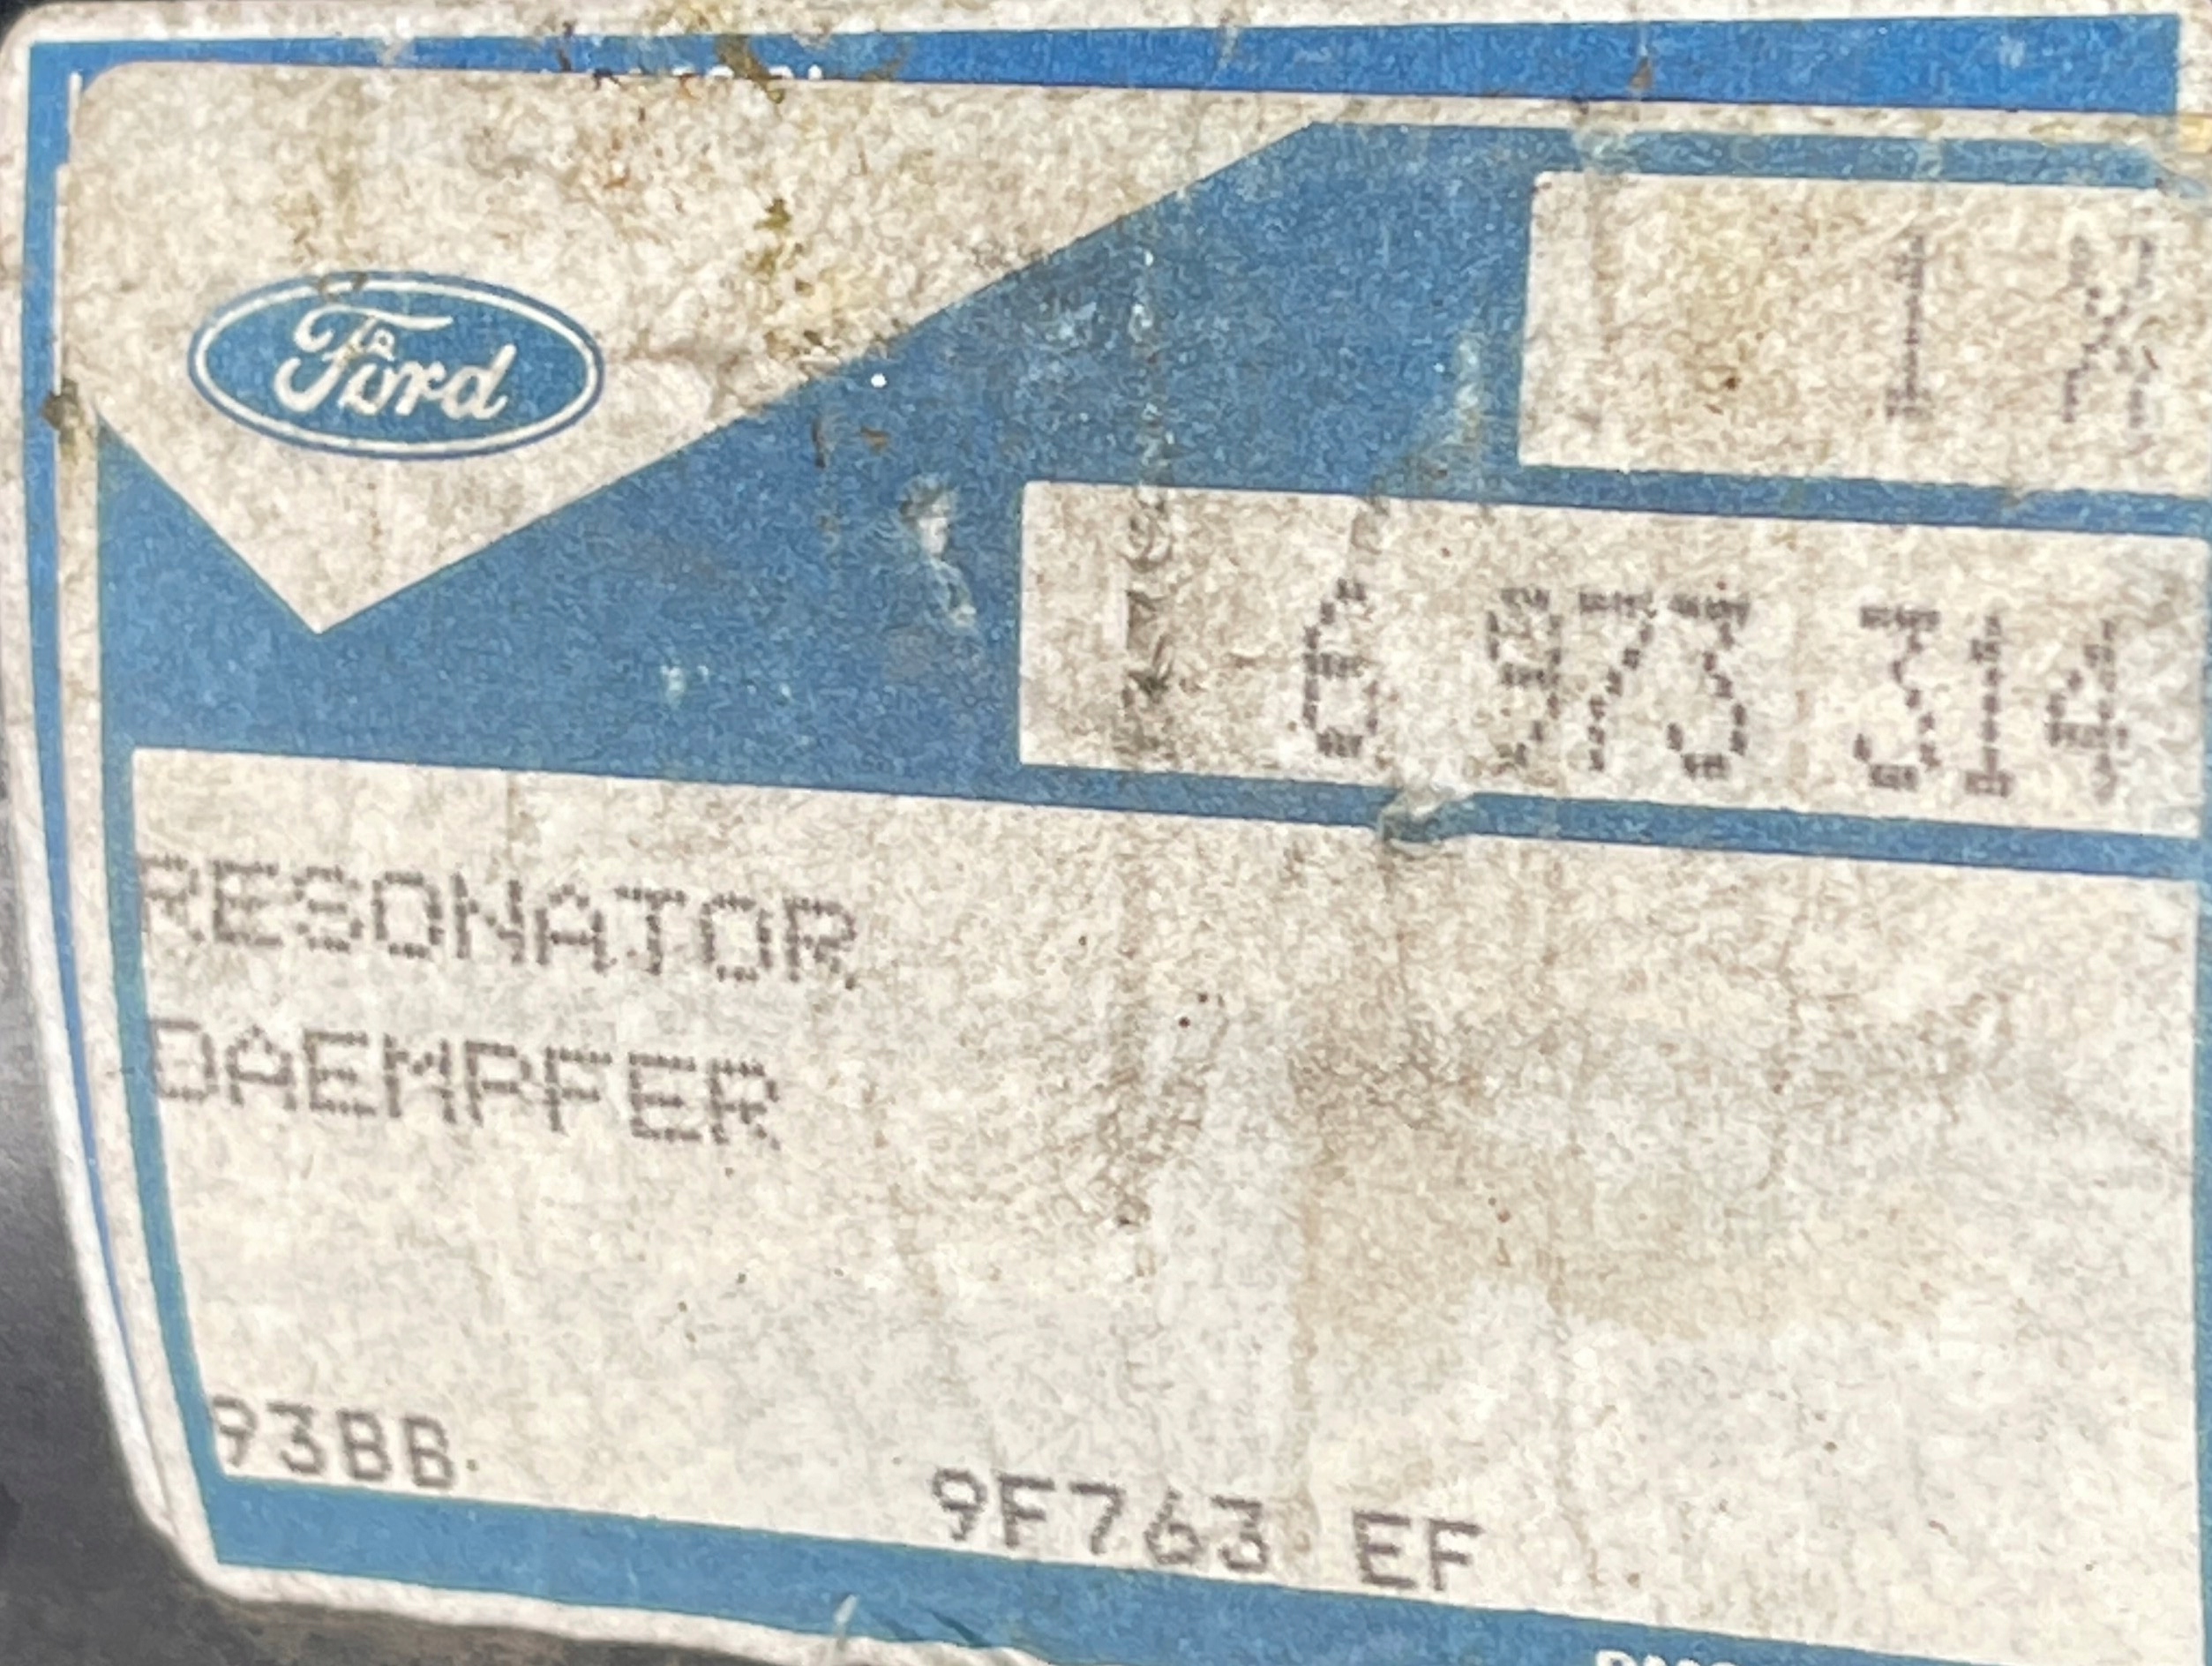 Ford
1 X
6 973 314
RESONATOR
DAEMPFER
93BB 9F763 EF